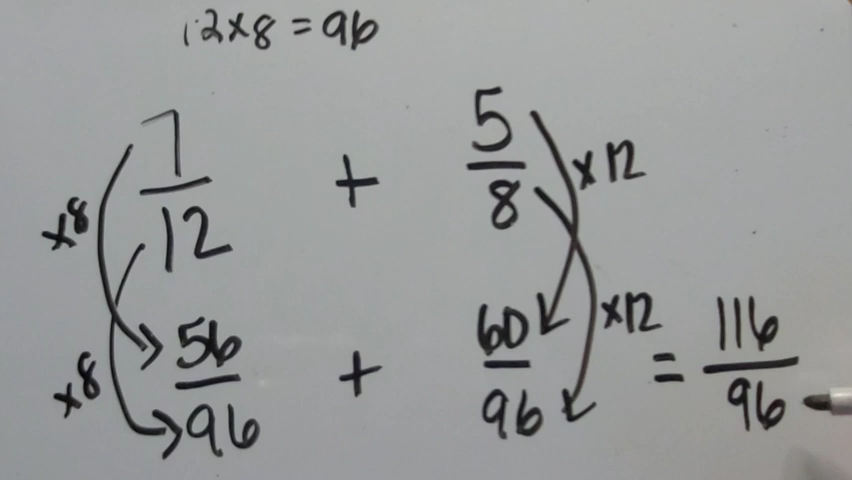 12x8=96
7/12 + 5/8
x8 x12
x8 x12
56/96 + 60/96 = 116/96